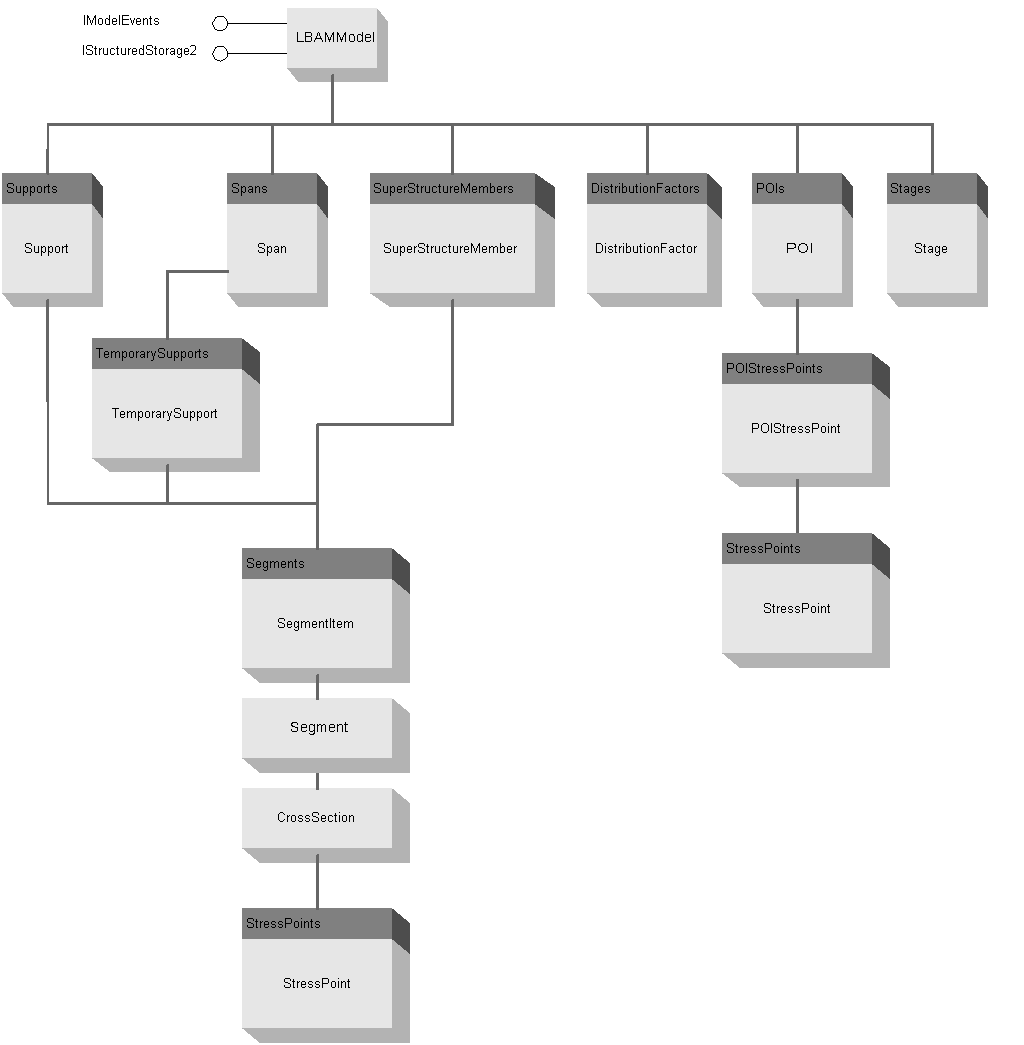 IModelEvents
IStructuredStorage2
LBAMModel
Supports
Support
Spans
Span
SuperStructureMembers
SuperStructureMember
DistributionFactors
DistributionFactor
POIs
POI
Stages
Stage
TemporarySupports
TemporarySupport
POIStressPoints
POIStressPoint
StressPoints
StressPoint
Segments
SegmentItem
Segment
CrossSection
StressPoints
StressPoint